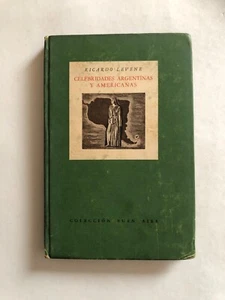 RICARDO LEVENE
CELEBRIDADES ARGENTINAS
Y AMERICANAS
COLECCIÓN BUEN AIRE